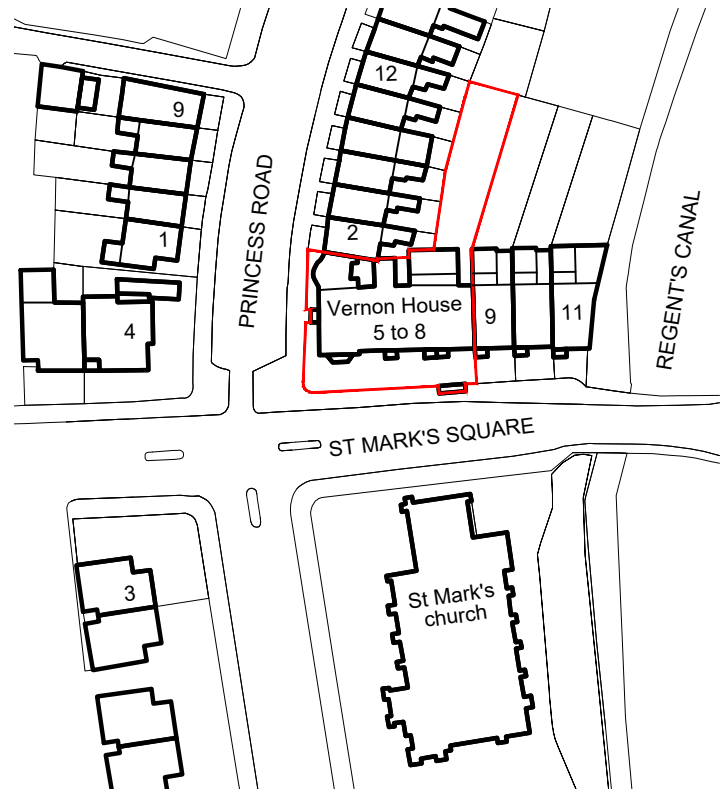 12
9
PRINCESS ROAD
2
1
REGENT'S CANAL
Vernon House
5 to 8
9
11
4
ST MARK'S SQUARE
3
St Mark's
church